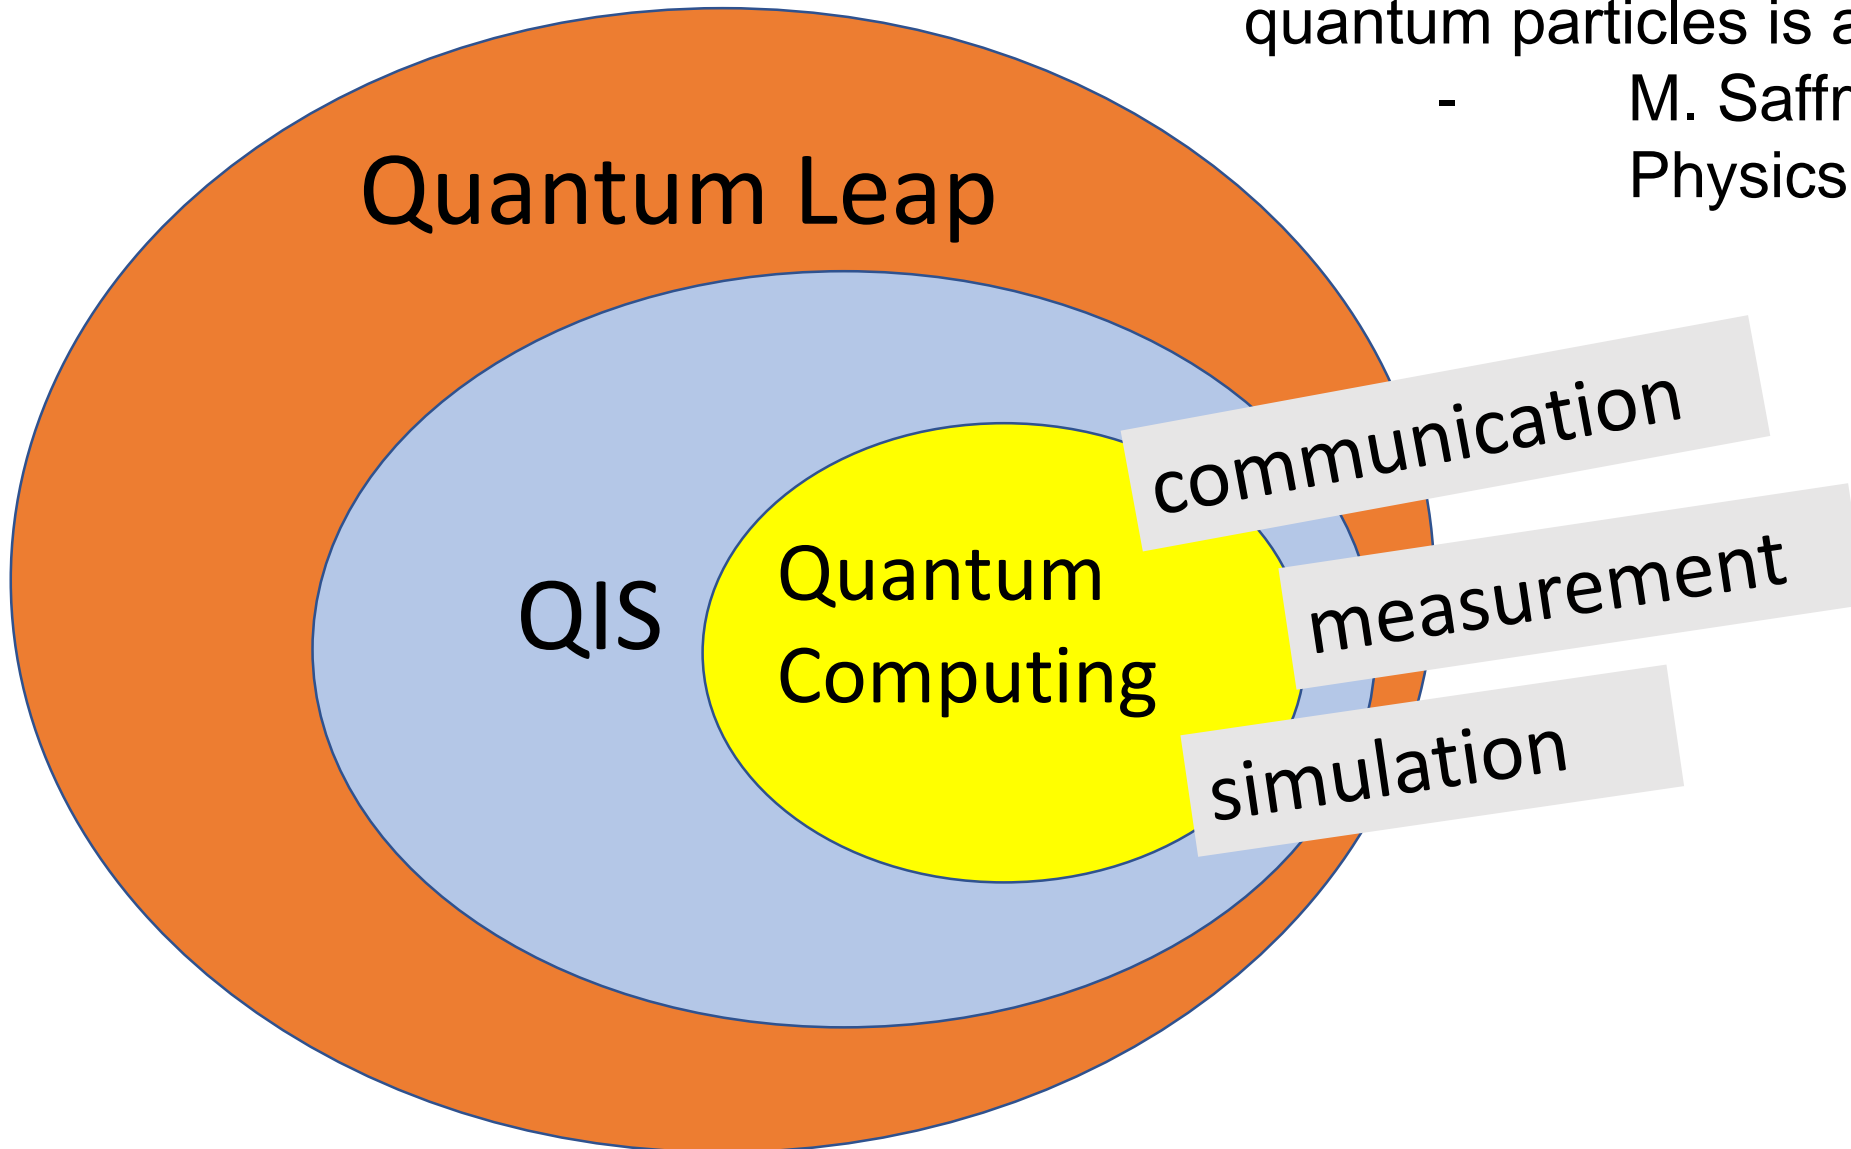 quantum particles is a
- M. Saffr
Physics
Quantum Leap
communication
Quantum
Computing
QIS
measurement
simulation